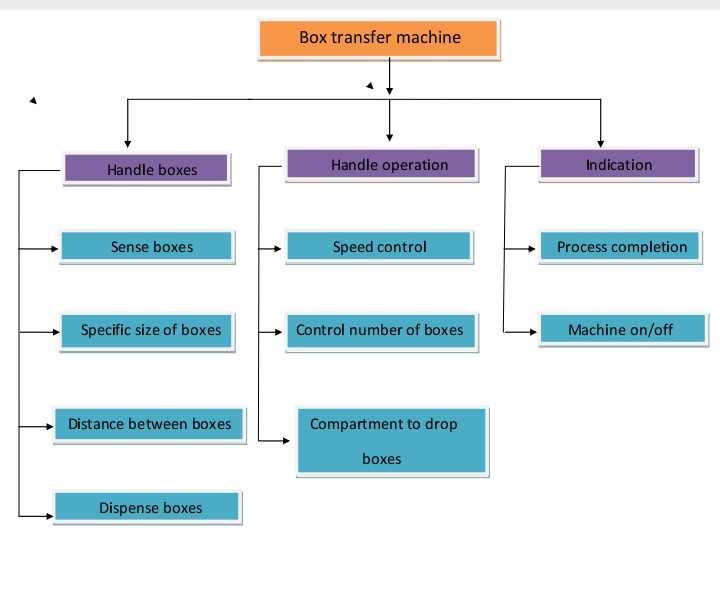 Box transfer machine
Handle boxes
Handle operation
Indication
Sense boxes
Speed control
Process completion
Specific size of boxes
Control number of boxes
Machine on/off
Distance between boxes
Compartment to drop
boxes
Dispense boxes